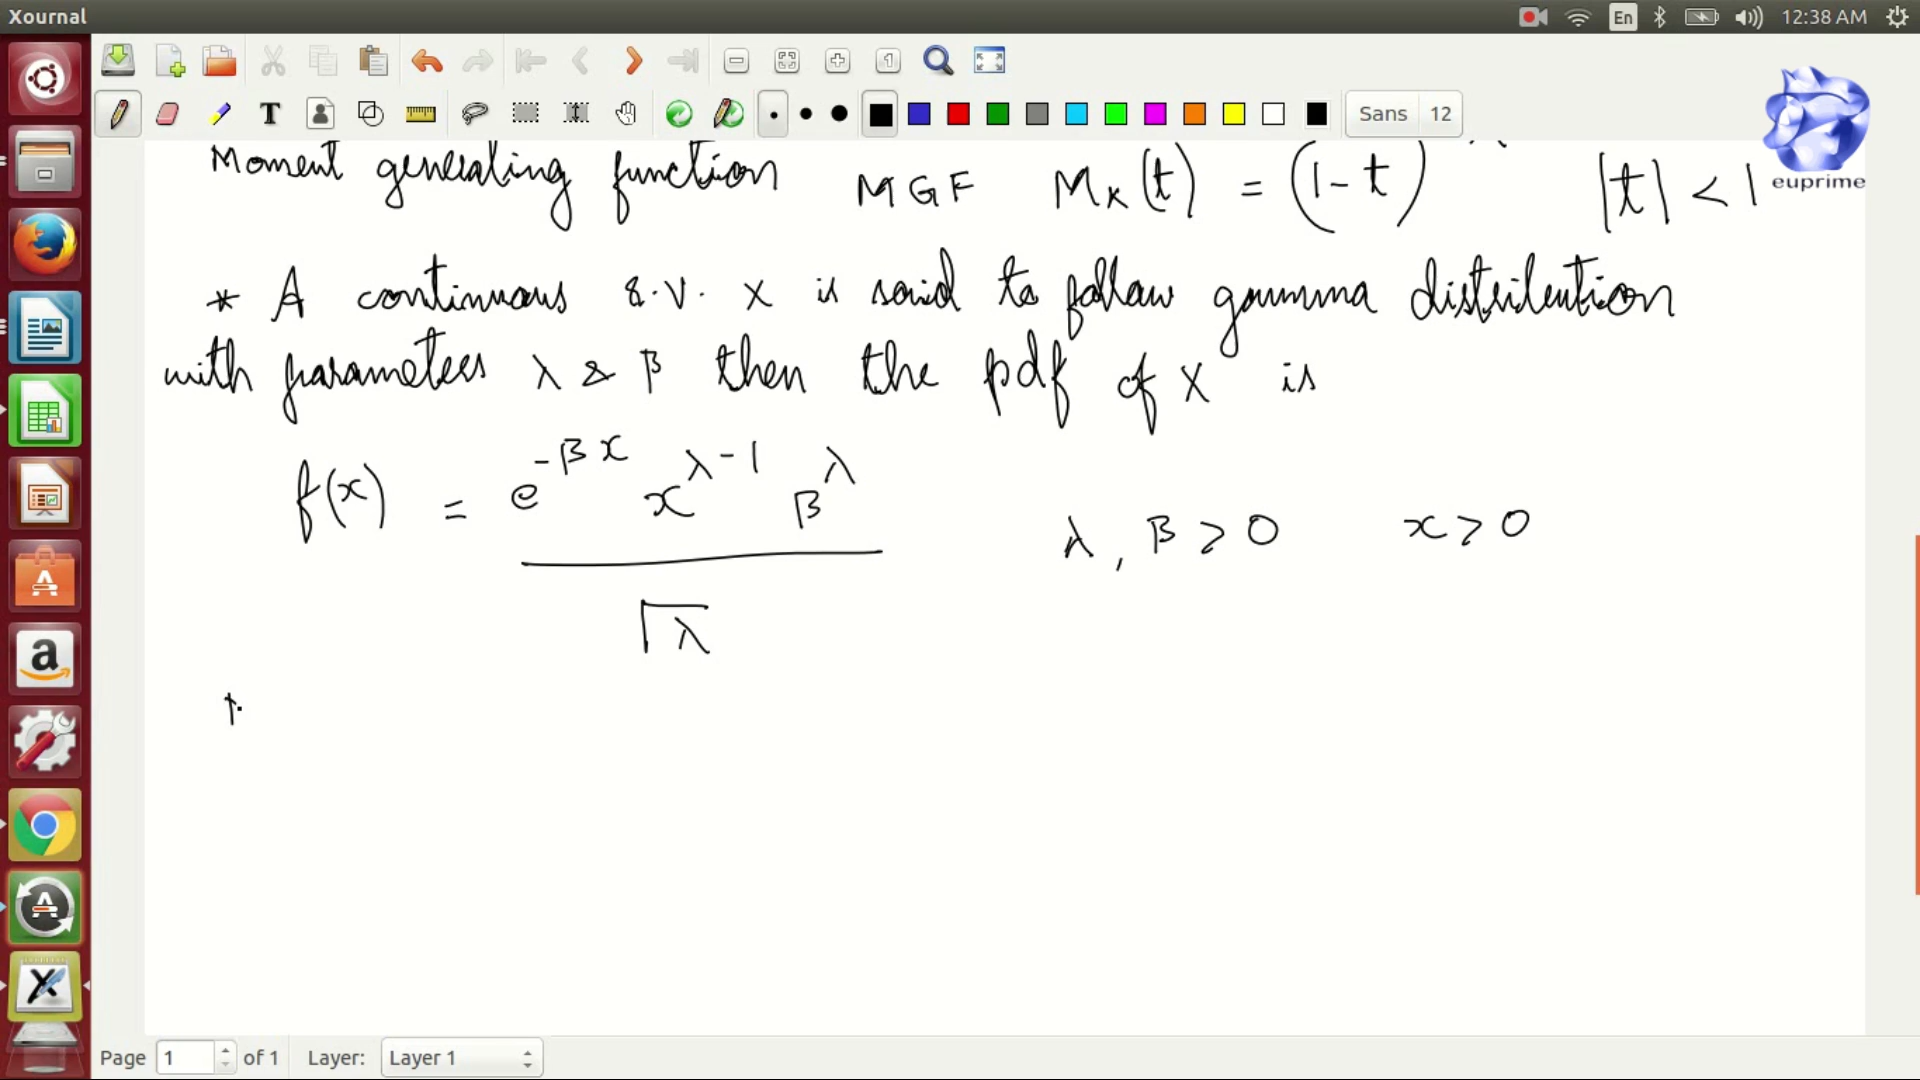 Xournal
En
12:38 AM
Sans 12
euprime
Moment generating function MGF Mx(t) = (1-t) |t| < 1
* A continuous r.v. X is said to follow gamma distribution
with parameters λ & β then the pdf of X is
f(x) = e^{-βx} x^{λ-1} β^λ
λ, β > 0 x > 0
Γλ
Page 1 of 1 Layer: Layer 1